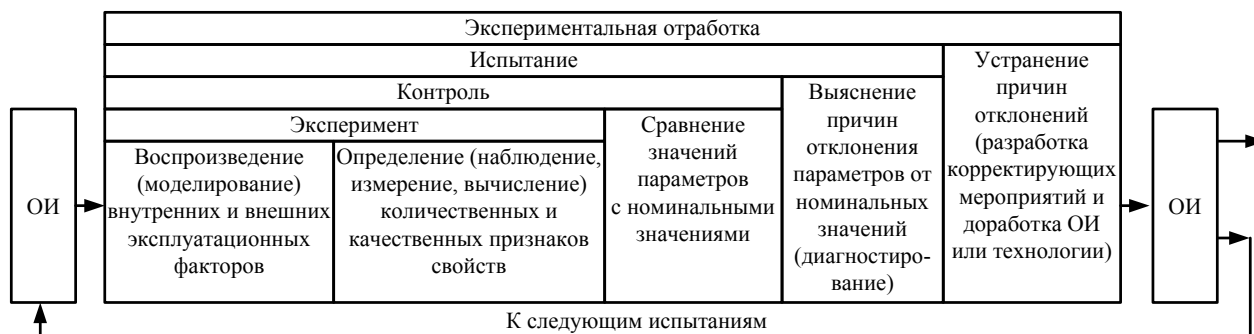 Экспериментальная отработка
Испытание
Контроль
Эксперимент
ОИ
Воспроизведение
(моделирование)
внутренних и внешних
эксплуатационных
факторов
Определение (наблюдение,
измерение, вычисление)
количественных и
качественных признаков
свойств
Сравнение
значений
параметров
с номинальными
значениями
Выяснение
причин
отклонения
параметров от
номинальных
значений
(диагностиро-
вание)
Устранение
причин
отклонений
(разработка
корректирующих
мероприятий и
доработка ОИ
или технологии)
ОИ
К следующим испытаниям